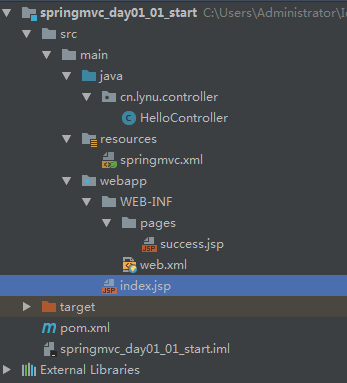 springmvc_day01_01_start C:\Users\Administrator\I
src
main
java
cn.lynu.controller
HelloController
resources
springmvc.xml
webapp
WEB-INF
pages
success.jsp
web.xml
index.jsp
target
pom.xml
springmvc_day01_01_start.iml
External Libraries